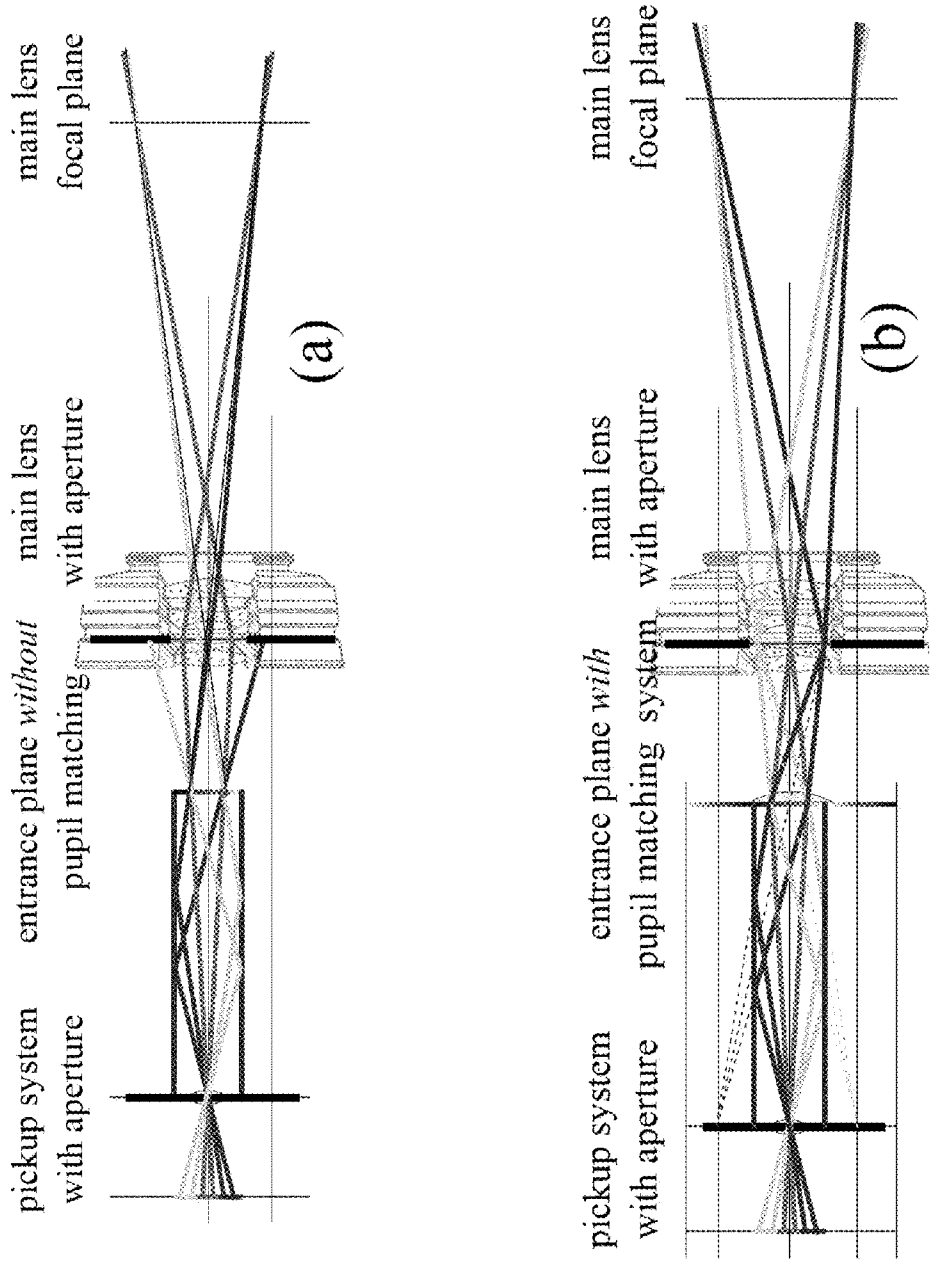 pickup system
with aperture
entrance plane without
pupil matching
main lens
with aperture
main lens
focal plane
(a)
pickup system
with aperture
entrance plane with
pupil matching system
main lens
with aperture
main lens
focal plane
(b)